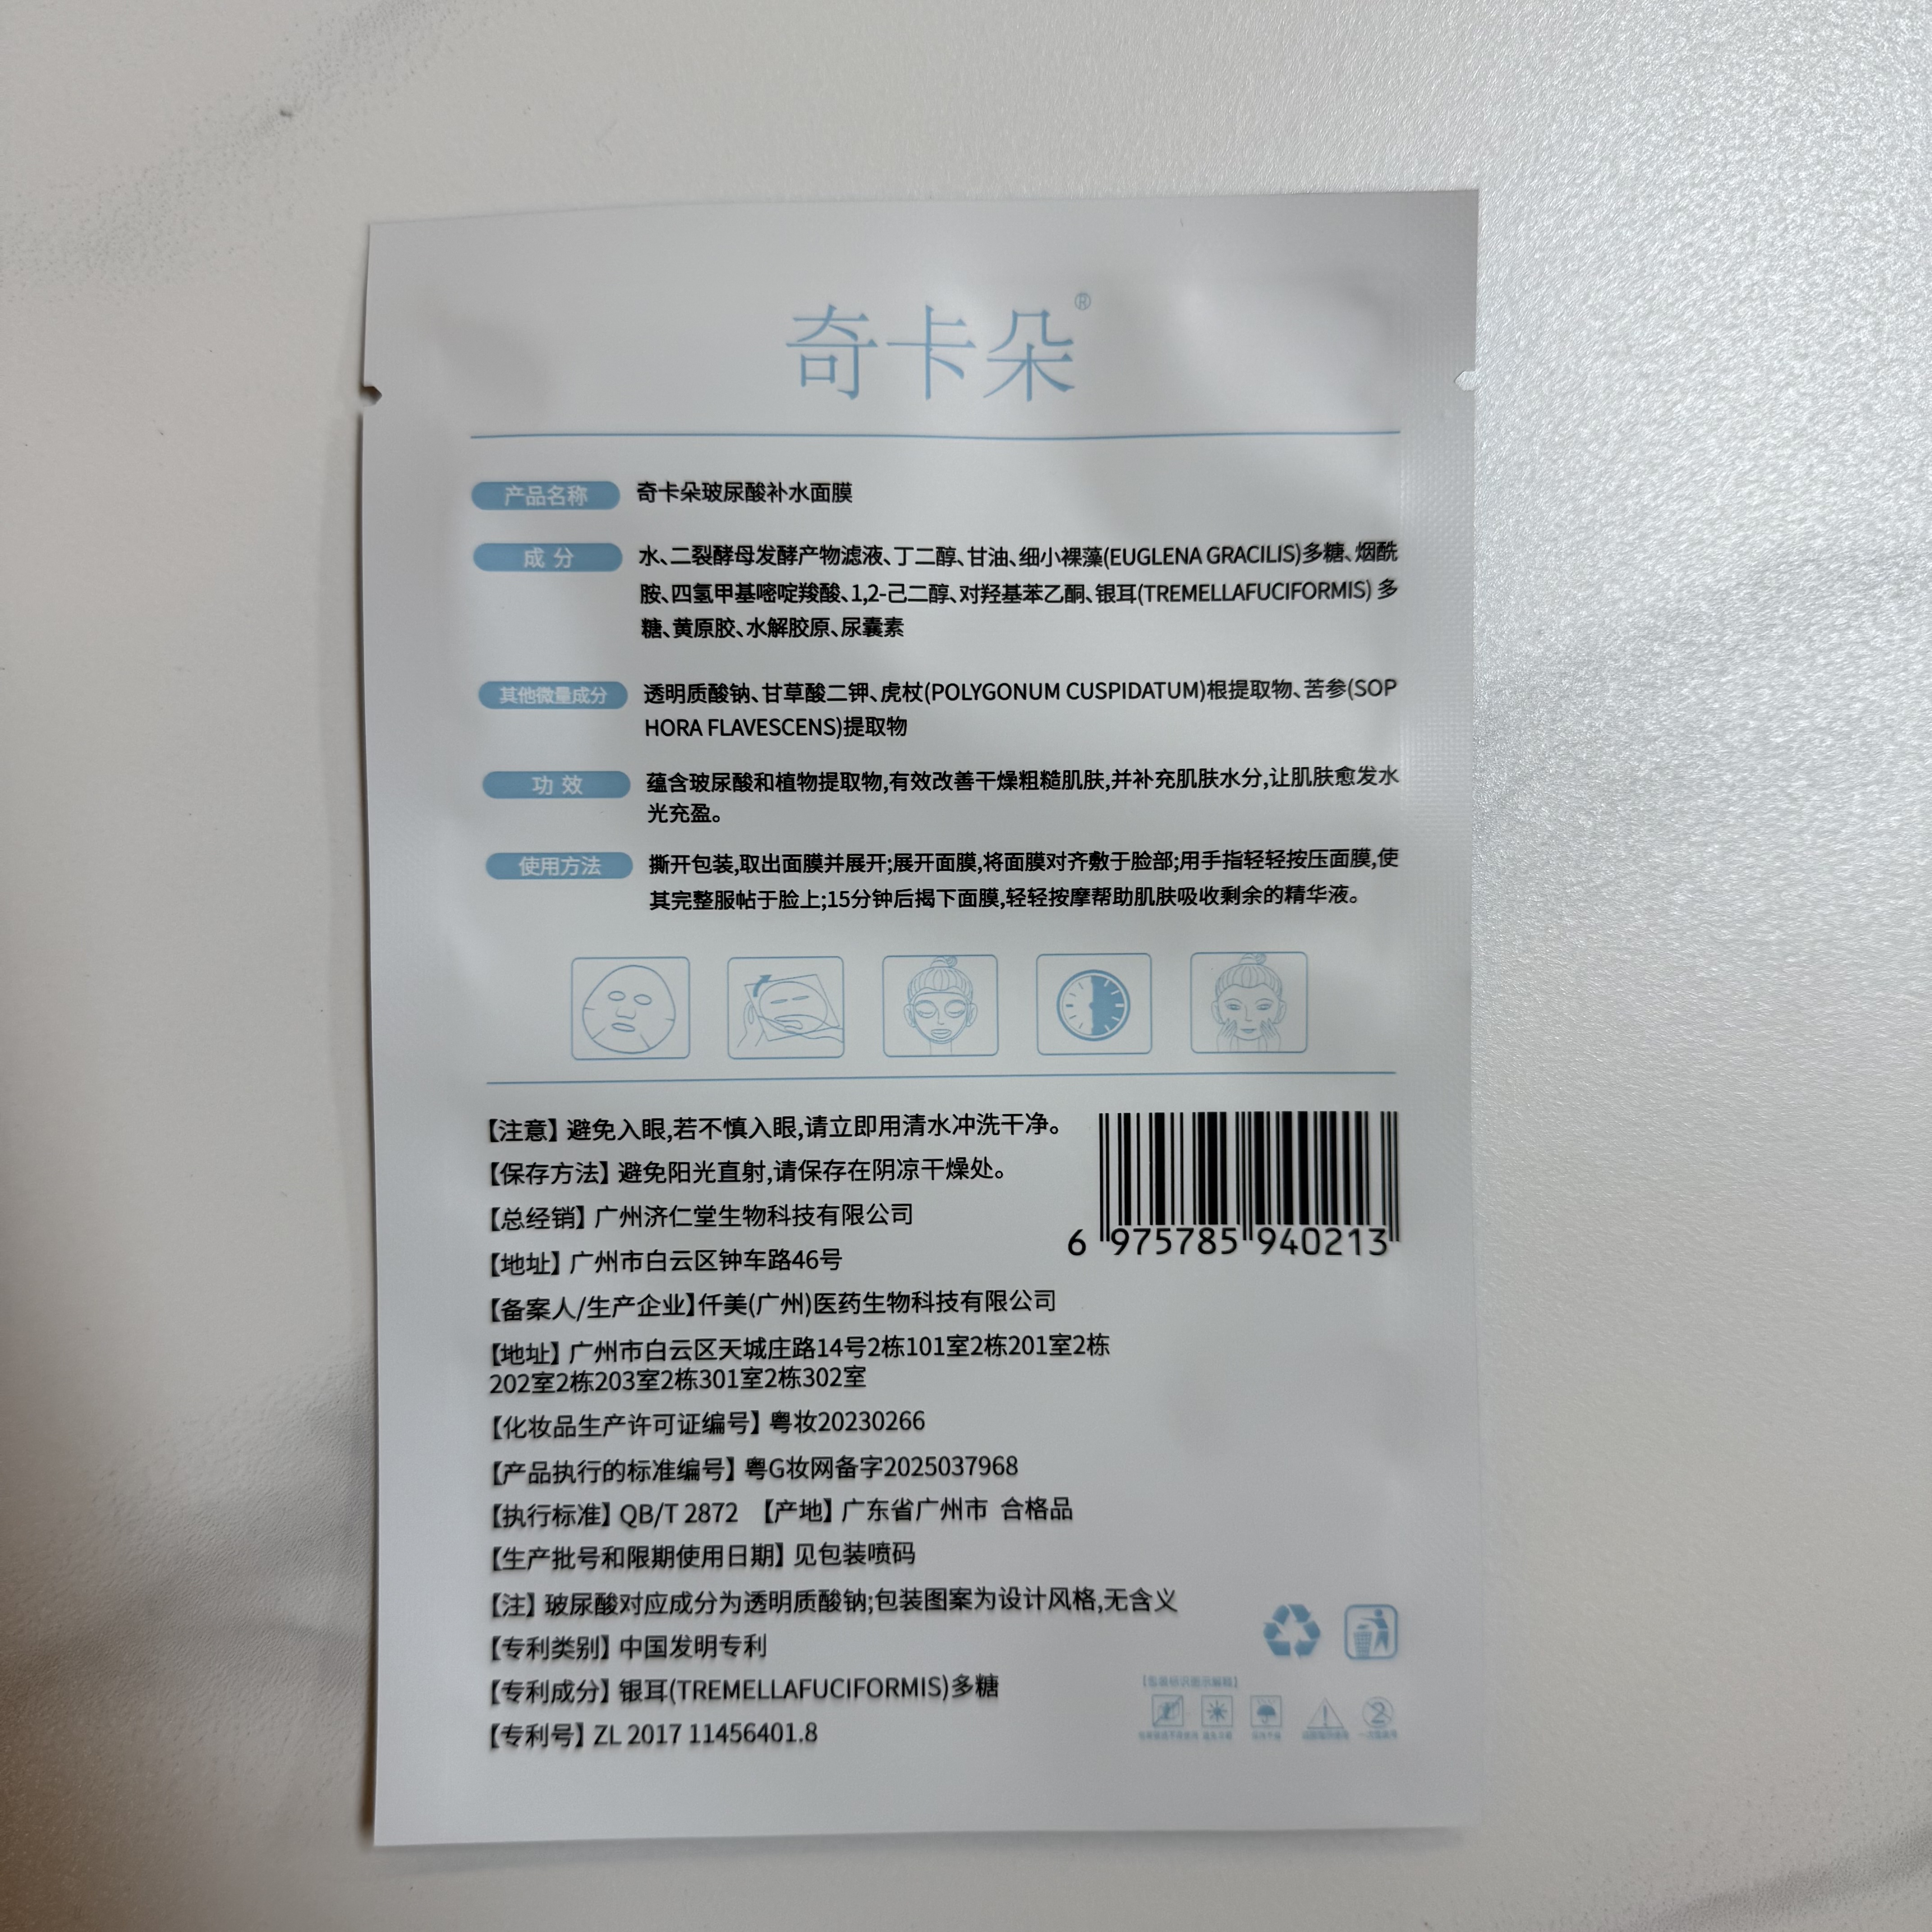 奇卡朵®
产品名称 奇卡朵玻尿酸补水面膜
成分 水、二裂酵母发酵产物滤液、丁二醇、甘油、细小裸藻(EUGLENA GRACILIS)多糖、烟酰
胺、四氢甲基嘧啶羧酸、1,2-己二醇、对羟基苯乙酮、银耳(TREMELLAFUCIFORMIS) 多
糖、黄原胶、水解胶原、尿囊素
其他微量成分 透明质酸钠、甘草酸二钾、虎杖(POLYGONUM CUSPIDATUM)根提取物、苦参(SOP
HORA FLAVESCENS)提取物
功效 蕴含玻尿酸和植物提取物,有效改善干燥粗糙肌肤,并补充肌肤水分,让肌肤愈发水
光充盈。
使用方法 撕开包装,取出面膜并展开;展开面膜,将面膜对齐敷于脸部;用手指轻轻按压面膜,使
其完整服帖于脸上;15分钟后揭下面膜,轻轻按摩帮助肌肤吸收剩余的精华液。
【注意】避免入眼,若不慎入眼,请立即用清水冲洗干净。
【保存方法】避免阳光直射,请保存在阴凉干燥处。
【总经销】广州济仁堂生物科技有限公司
6 975785 940213
【地址】广州市白云区钟车路46号
【备案人/生产企业】仟美(广州)医药生物科技有限公司
【地址】广州市白云区天城庄路14号2栋101室2栋201室2栋
202室2栋203室2栋301室2栋302室
【化妆品生产许可证编号】粤妆20230266
【产品执行的标准编号】粤G妆网备字2025037968
【执行标准】QB/T 2872 【产地】广东省广州市 合格品
【生产批号和限期使用日期】见包装喷码
【注】玻尿酸对应成分为透明质酸钠;包装图案为设计风格,无含义
【专利类别】中国发明专利
【专利成分】银耳(TREMELLAFUCIFORMIS)多糖
【专利号】ZL 2017 11456401.8